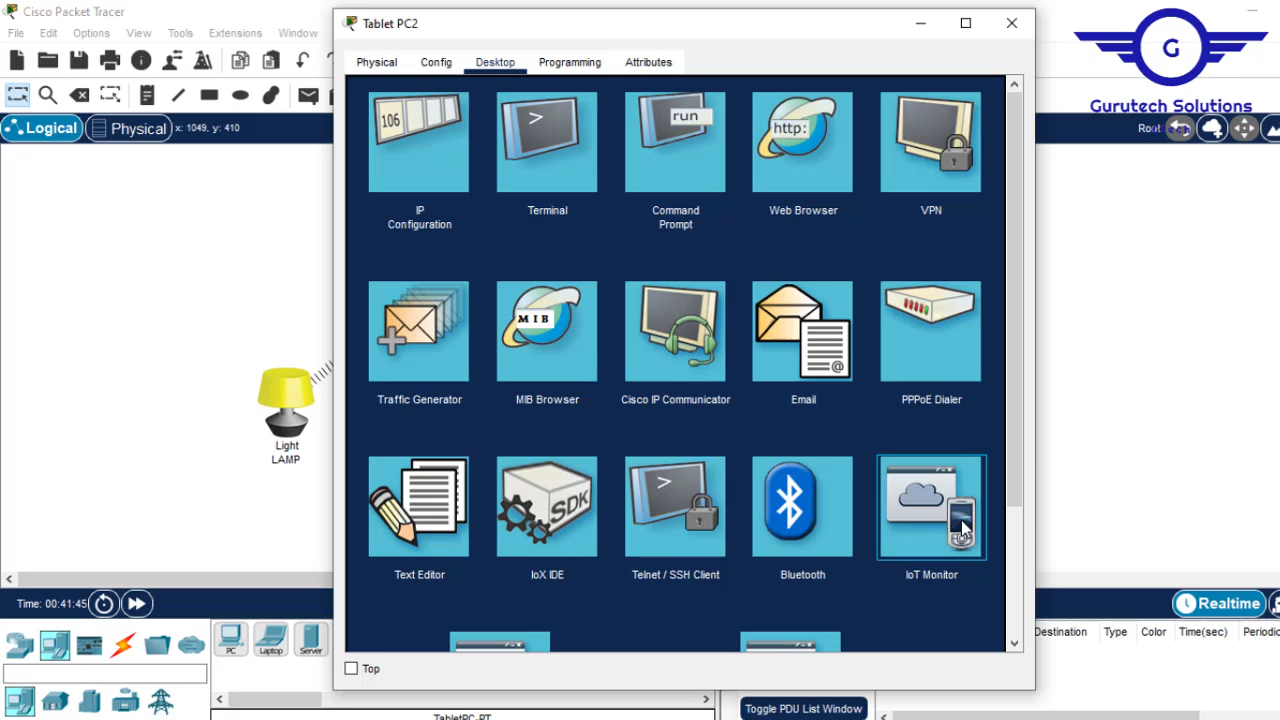 Cisco Packet Tracer
File Edit Options View Tools Extensions Window
Logical
Physical
x: 1049, y: 410
Root
G
Gurutech Solutions
Tablet PC2
Physical Config Desktop Programming Attributes
106
IP
Configuration
>
Terminal
run
Command
Prompt
http:
Web Browser
VPN
Traffic Generator
MIB
MIB Browser
Cisco IP Communicator
@
Email
PPPoE Dialer
Text Editor
SDK
IoX IDE
>
Telnet / SSH Client
Bluetooth
IoT Monitor
Light
LAMP
Top
Time: 00:41:45
Realtime
PC
Laptop
Server
Destination Type Color Time(sec) Periodic
TabletPC-PT
Toggle PDU List Window